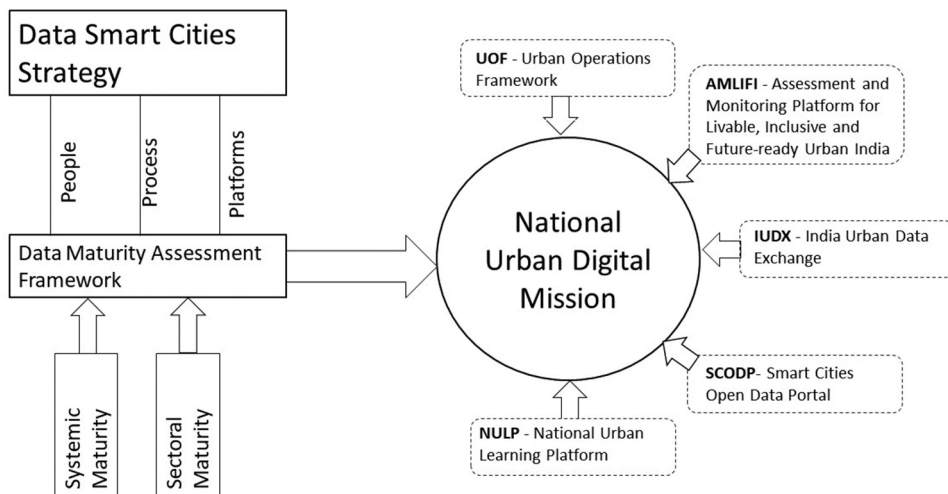 Data Smart Cities
Strategy
People
Process
Platforms
Data Maturity Assessment
Framework
Systemic
Maturity
Sectoral
Maturity
UOF - Urban Operations
Framework
AMLIFI - Assessment and
Monitoring Platform for
Livable, Inclusive and
Future-ready Urban India
National
Urban Digital
Mission
IUDX - India Urban Data
Exchange
SCODP- Smart Cities
Open Data Portal
NULP - National Urban
Learning Platform